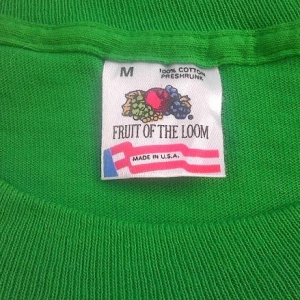 M
100% COTTON
PRESHRUNK
FRUIT OF THE LOOM
MADE IN U.S.A.